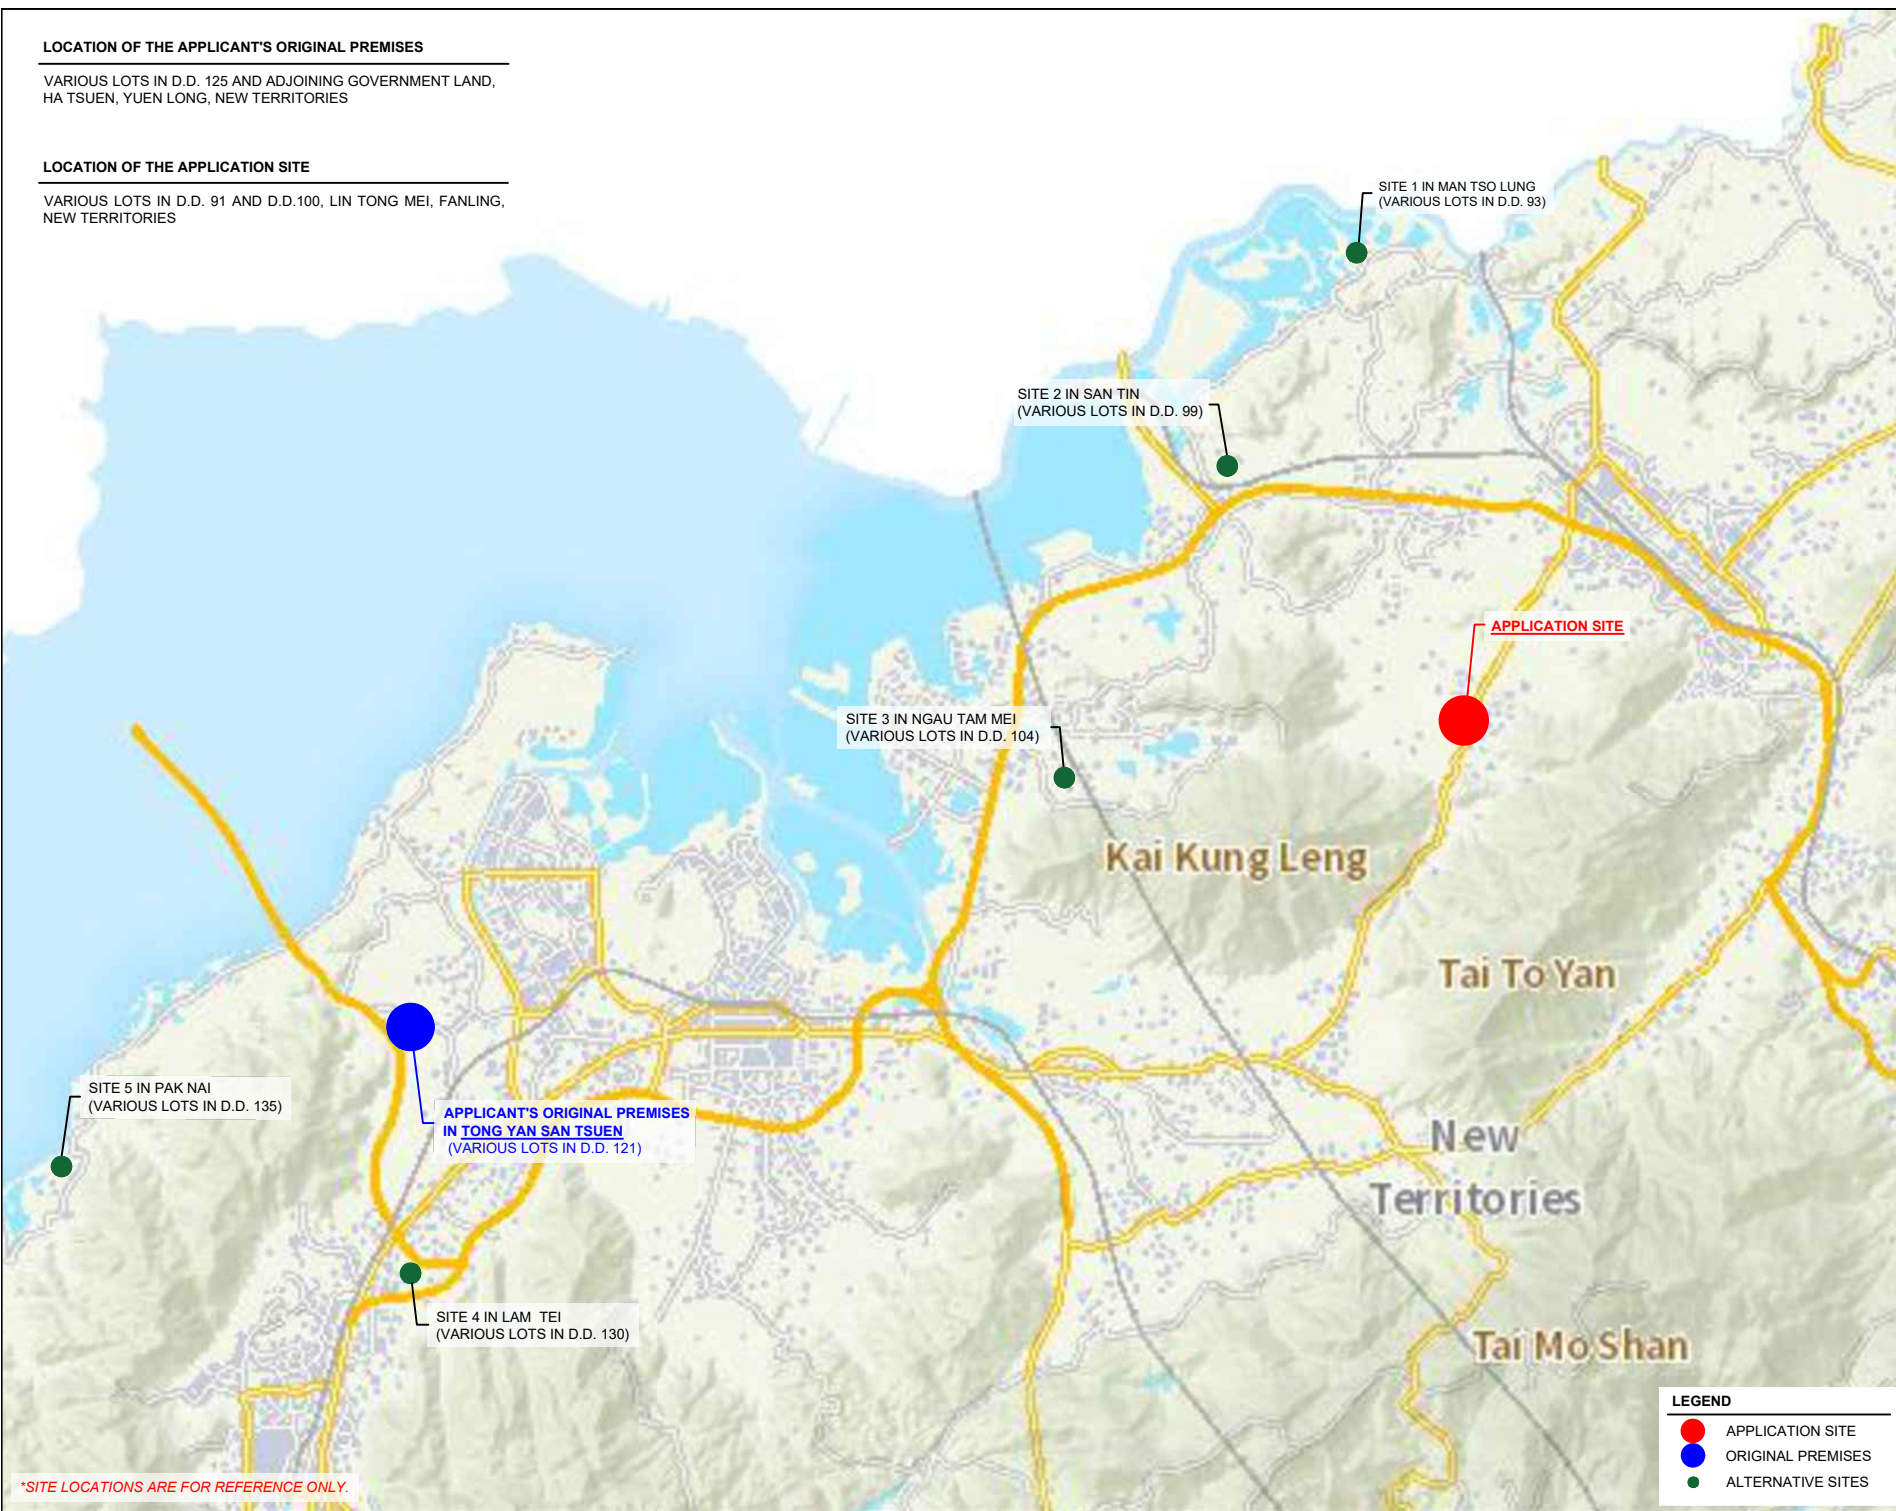 LOCATION OF THE APPLICANT'S ORIGINAL PREMISES
VARIOUS LOTS IN D.D. 125 AND ADJOINING GOVERNMENT LAND,
HA TSUEN, YUEN LONG, NEW TERRITORIES
LOCATION OF THE APPLICATION SITE
VARIOUS LOTS IN D.D. 91 AND D.D.100, LIN TONG MEI, FANLING,
NEW TERRITORIES
SITE 1 IN MAN TSO LUNG
(VARIOUS LOTS IN D.D. 93)
SITE 2 IN SAN TIN
(VARIOUS LOTS IN D.D. 99)
APPLICATION SITE
SITE 3 IN NGAU TAM MEI
(VARIOUS LOTS IN D.D. 104)
Kai Kung Leng
Tai To Yan
SITE 5 IN PAK NAI
(VARIOUS LOTS IN D.D. 135)
APPLICANT'S ORIGINAL PREMISES
IN TONG YAN SAN TSUEN
(VARIOUS LOTS IN D.D. 121)
New
Territories
SITE 4 IN LAM TEI
(VARIOUS LOTS IN D.D. 130)
Tai Mo Shan
LEGEND
APPLICATION SITE
ORIGINAL PREMISES
ALTERNATIVE SITES
*SITE LOCATIONS ARE FOR REFERENCE ONLY.